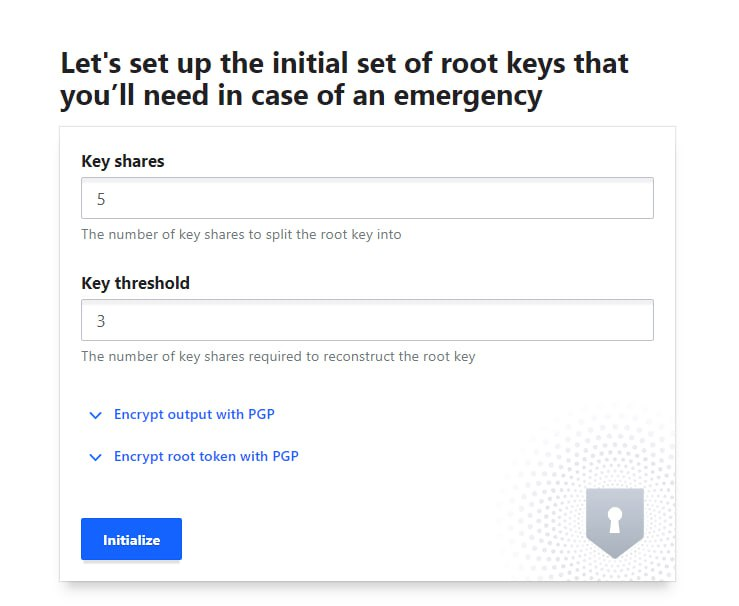 Let's set up the initial set of root keys that
you’ll need in case of an emergency
Key shares
5
The number of key shares to split the root key into
Key threshold
3
The number of key shares required to reconstruct the root key
Encrypt output with PGP
Encrypt root token with PGP
Initialize